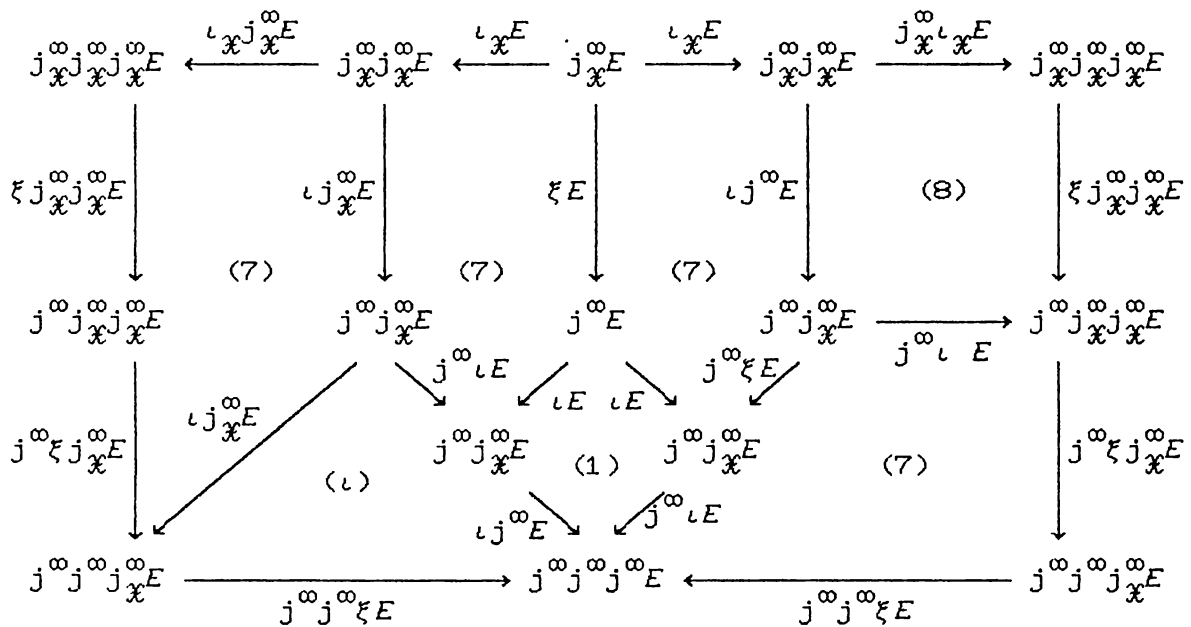 ι_𝔛 j^∞_𝔛 E ι_𝔛 E ι_𝔛 E j^∞_𝔛 ι_𝔛 E
j^∞_𝔛 j^∞_𝔛 j^∞_𝔛 E j^∞_𝔛 j^∞_𝔛 E j^∞_𝔛 E j^∞_𝔛 j^∞_𝔛 E j^∞_𝔛 j^∞_𝔛 j^∞_𝔛 E
ξ j^∞_𝔛 j^∞_𝔛 E ι j^∞_𝔛 E ξ E ι j^∞ E (8) ξ j^∞_𝔛 j^∞_𝔛 E
(7) (7) (7)
j^∞ j^∞_𝔛 j^∞_𝔛 E j^∞ j^∞_𝔛 E j^∞ E j^∞ j^∞_𝔛 E j^∞ j^∞_𝔛 j^∞_𝔛 E
j^∞ ι E ι E ι E j^∞ ξ E j^∞ ι E
j^∞ ξ j^∞_𝔛 E ι j^∞_𝔛 E j^∞ j^∞_𝔛 E (1) j^∞ j^∞_𝔛 E (7) j^∞ ξ j^∞_𝔛 E
(ι) ι j^∞ E j^∞ ι E
j^∞ j^∞ j^∞_𝔛 E j^∞ j^∞ j^∞ E j^∞ j^∞ j^∞_𝔛 E
j^∞ j^∞ ξ E j^∞ j^∞ ξ E